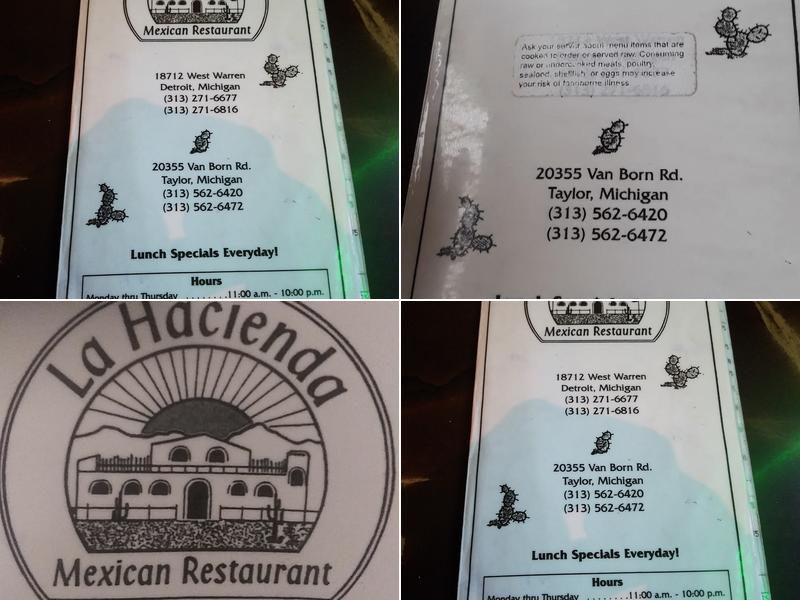 Mexican Restaurant
18712 West Warren
Detroit, Michigan
(313) 271-6677
(313) 271-6816
20355 Van Born Rd.
Taylor, Michigan
(313) 562-6420
(313) 562-6472
Lunch Specials Everyday!
Hours
Monday thru Thursday ........11:00 a.m. - 10:00 p.m.
Ask your server about menu items that are
cooked to order or served raw. Consuming
raw or undercooked meats, poultry,
seafood, shellfish, or eggs may increase
your risk of foodborne illness
20355 Van Born Rd.
Taylor, Michigan
(313) 562-6420
(313) 562-6472
La Hacienda
Mexican Restaurant
Mexican Restaurant
18712 West Warren
Detroit, Michigan
(313) 271-6677
(313) 271-6816
20355 Van Born Rd.
Taylor, Michigan
(313) 562-6420
(313) 562-6472
Lunch Specials Everyday!
Hours
Monday thru Thursday ........11:00 a.m. - 10:00 p.m.